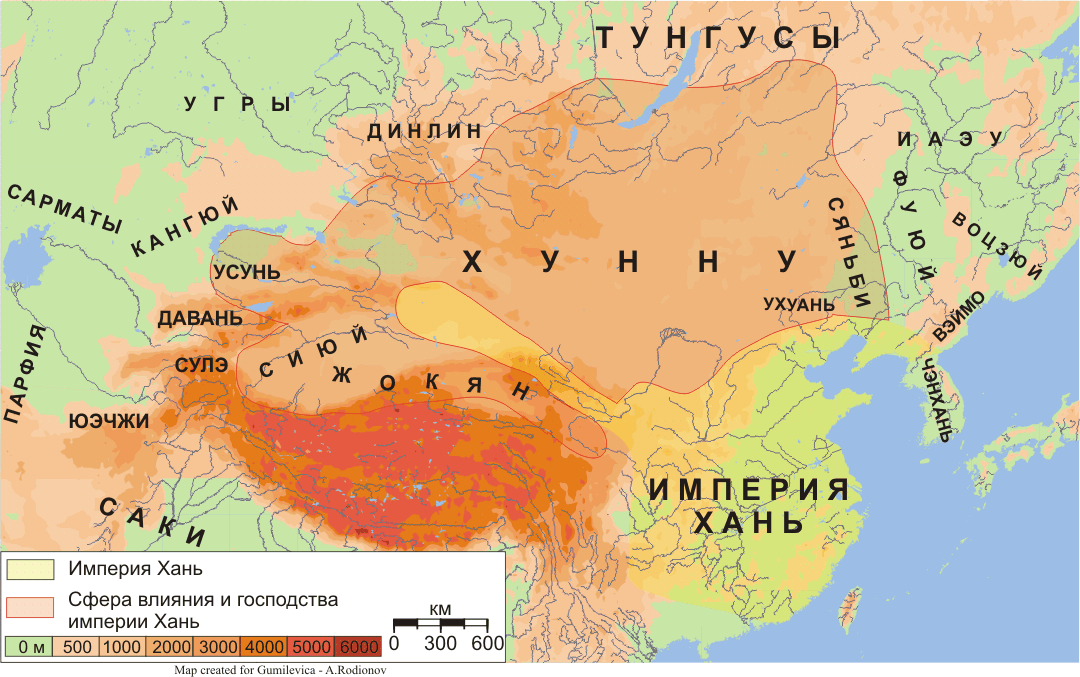 ТУНГУСЫ
УГРЫ
ДИНЛИН
ИАЭУ
ФУЮЙ
САРМАТЫ
КАНГЮЙ
СЯНЬБИ
ВОЦЗЮЙ
ХУННУ
УСУНЬ
УХУАНЬ
ВЭЙМО
ДАВАНЬ
СИЮЙ
СУЛЭ
ЖОКЯН
ПАРФИЯ
ЧЭНХАНЬ
ЮЭЧЖИ
ИМПЕРИЯ
ХАНЬ
САКИ
Империя Хань
Сфера влияния и господства
империи Хань
км
0 300 600
0 м 500 1000 2000 3000 4000 5000 6000
Map created for Gumilevica - A.Rodionov